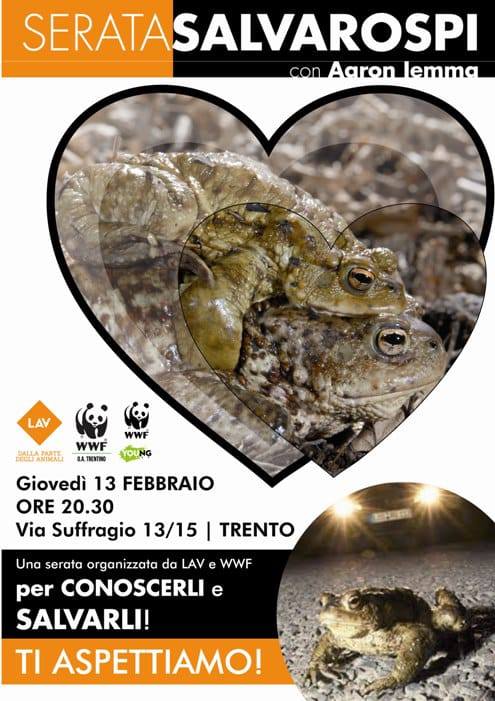 SERATASALVAROSPI
con Aaron Iemma
LAV
DALLA PARTE
DEGLI ANIMALI
WWF
O.A. TRENTINO
WWF
YOUNG
Giovedì 13 FEBBRAIO
ORE 20.30
Via Suffragio 13/15 | TRENTO
Una serata organizzata da LAV e WWF
per CONOSCERLI e
SALVARLI!
TI ASPETTIAMO!